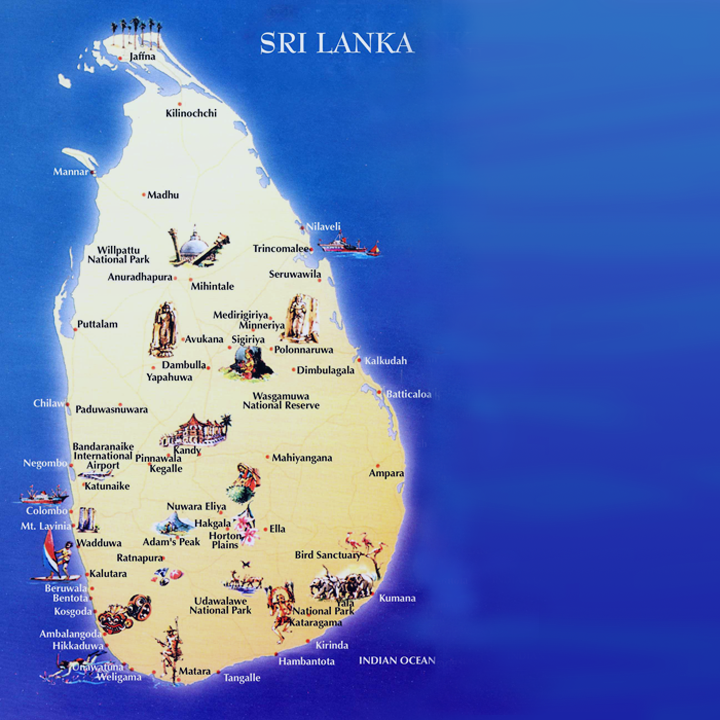 SRI LANKA
Jaffna
Kilinochchi
Mannar
Madhu
Nilaveli
Trincomalee
Willpattu
National Park
Seruwawila
Anuradhapura
Mihintale
Medirigiriya
Minneriya
Puttalam
Avukana
Sigiriya
Polonnaruwa
Kalkudah
Dambulla
Yapahuwa
Dimbulagala
Batticaloa
Wasgamuwa
National Reserve
Chilaw
Paduwasnuwara
Bandaranaike
International
Airport
Kandy
Pinnawala
Kegalle
Mahiyangana
Negombo
Ampara
Katunaike
Nuwara Eliya
Colombo
Hakgala
Mt. Lavinia
Ella
Horton
Plains
Adam's Peak
Wadduwa
Bird Sanctuary
Ratnapura
Kalutara
Beruwala
Bentota
Udawalawe
National Park
Yala
National Park
Kumana
Kosgoda
Kataragama
Ambalangoda
Hikkaduwa
Kirinda
Hambantota
INDIAN OCEAN
Unawatuna
Weligama
Matara
Tangalle